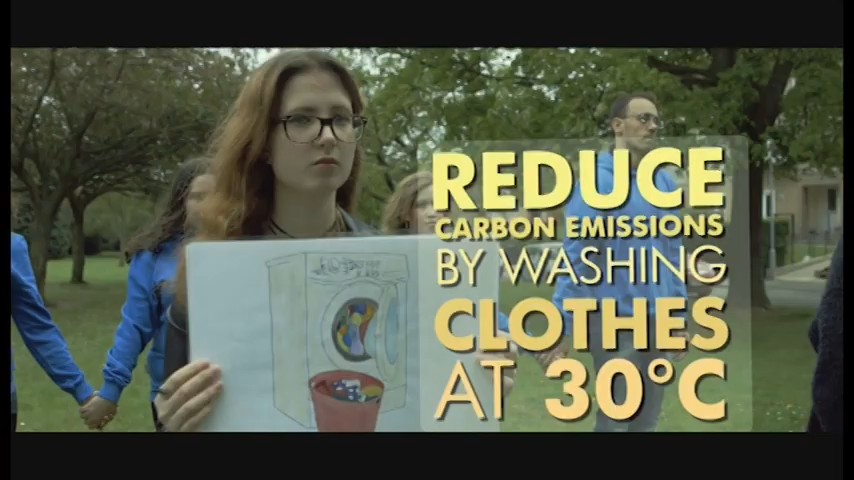 REDUCE
CARBON EMISSIONS
BY WASHING
CLOTHES
AT 30°C